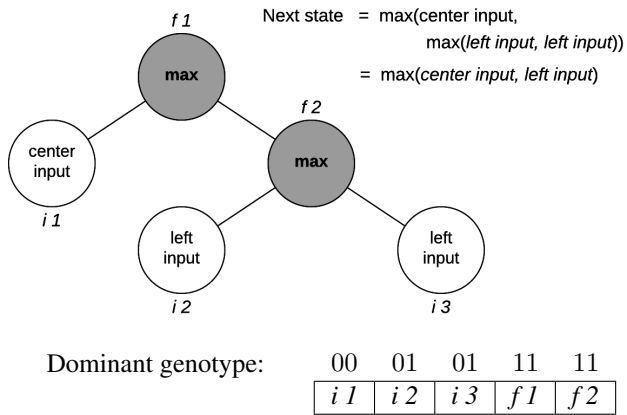 f 1
Next state = max(center input,
max(left input, left input))
= max(center input, left input)
max
f 2
center
input
max
i 1
left
input
left
input
i 2
i 3
Dominant genotype: 00 01 01 11 11
i 1 i 2 i 3 f 1 f 2